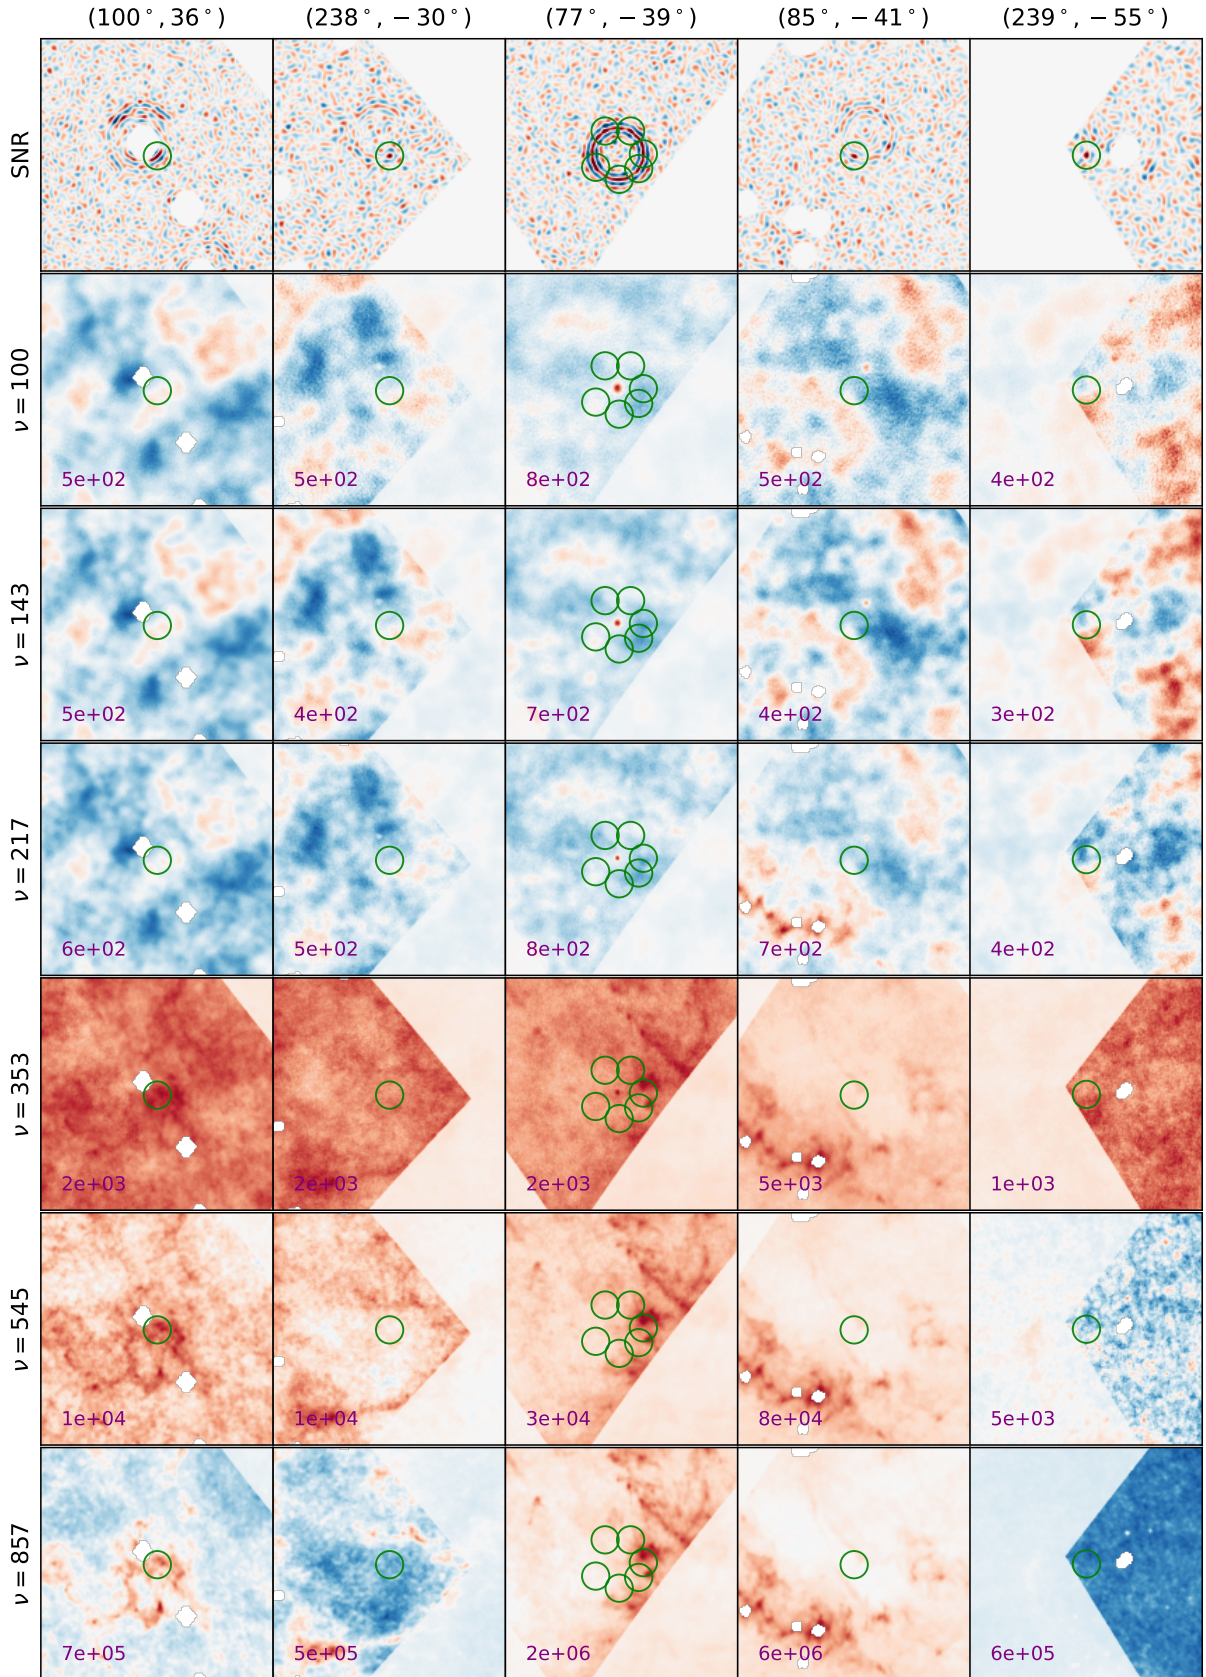 (100°, 36°) (238°, −30°) (77°, −39°) (85°, −41°) (239°, −55°)
SNR
ν = 100
5e+02 5e+02 8e+02 5e+02 4e+02
ν = 143
5e+02 4e+02 7e+02 4e+02 3e+02
ν = 217
6e+02 5e+02 8e+02 7e+02 4e+02
ν = 353
2e+03 2e+03 2e+03 5e+03 1e+03
ν = 545
1e+04 1e+04 3e+04 8e+04 5e+03
ν = 857
7e+05 5e+05 2e+06 6e+06 6e+05